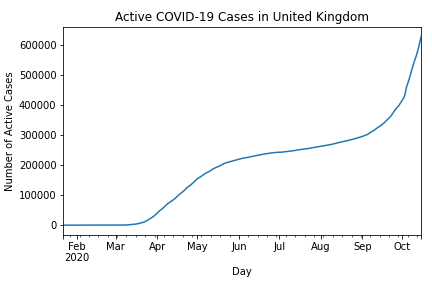 Active COVID-19 Cases in United Kingdom
Number of Active Cases
600000
500000
400000
300000
200000
100000
0
Feb Mar Apr May Jun Jul Aug Sep Oct
2020
Day